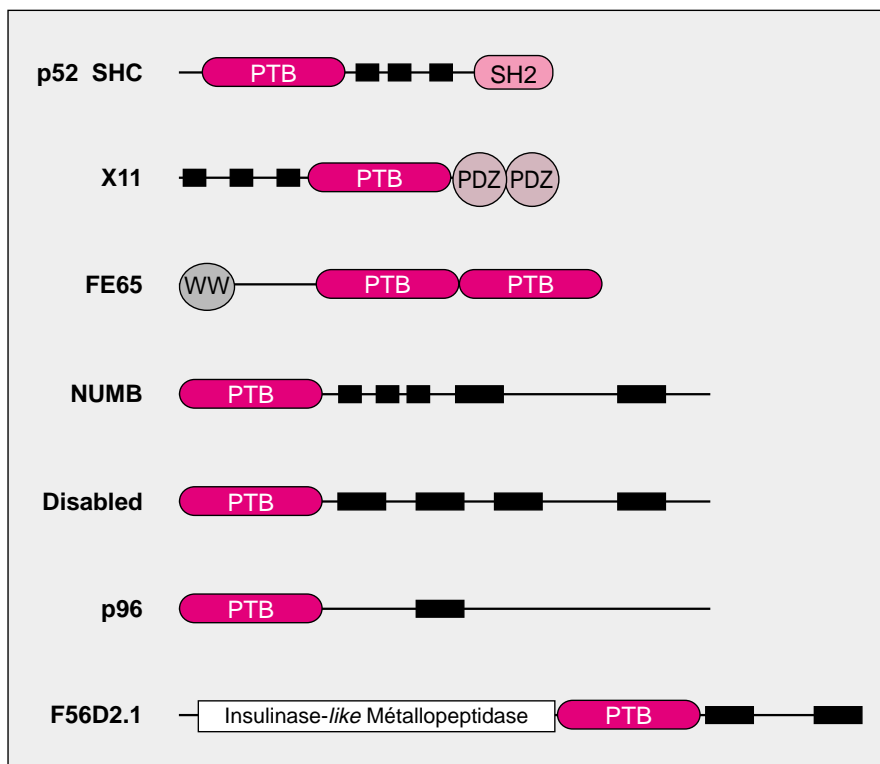 p52 SHC PTB SH2
X11 PTB PDZ PDZ
FE65 WW PTB PTB
NUMB PTB
Disabled PTB
p96 PTB
F56D2.1 Insulinase-like Métallopeptidase PTB